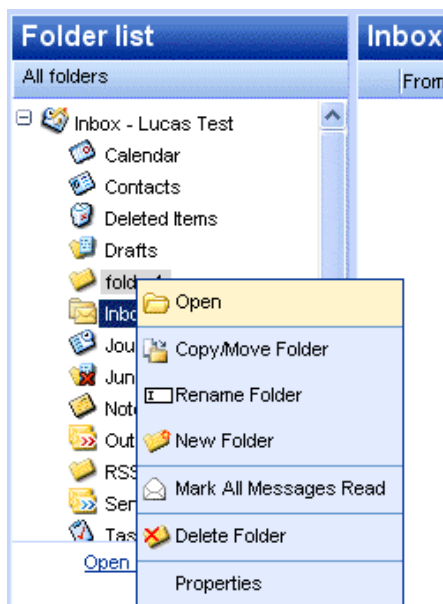 Folder list
Inbox
All folders
From
Inbox - Lucas Test
Calendar
Contacts
Deleted Items
Drafts
Open
Copy/Move Folder
Rename Folder
New Folder
RSS
Mark All Messages Read
Delete Folder
Open
Properties